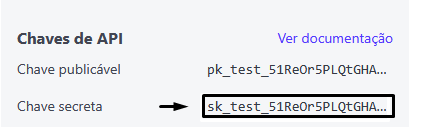 Chaves de API Ver documentação
Chave publicável pk_test_51ReOr5PLQtGHA...
Chave secreta sk_test_51ReOr5PLQtGHA...